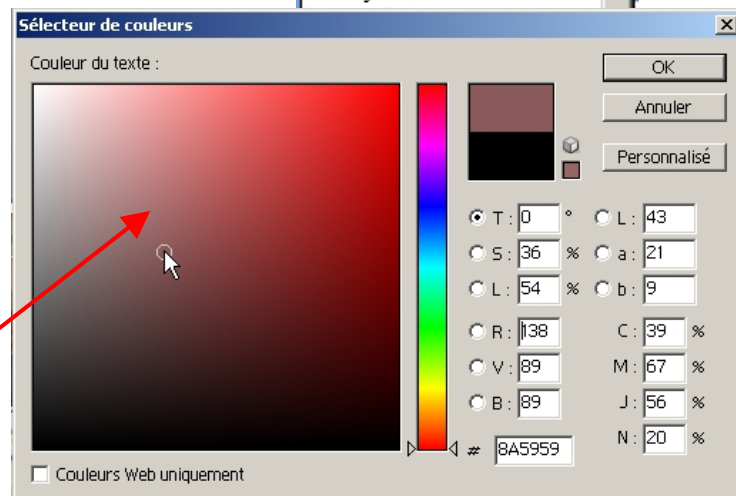 Sélecteur de couleurs
Couleur du texte :
OK
Annuler
Personnalisé
T : 0 ° L : 43
S : 36 % a : 21
L : 54 % b : 9
R : 138 C : 39 %
V : 89 M : 67 %
B : 89 J : 56 %
# 8A5959 N : 20 %
Couleurs Web uniquement